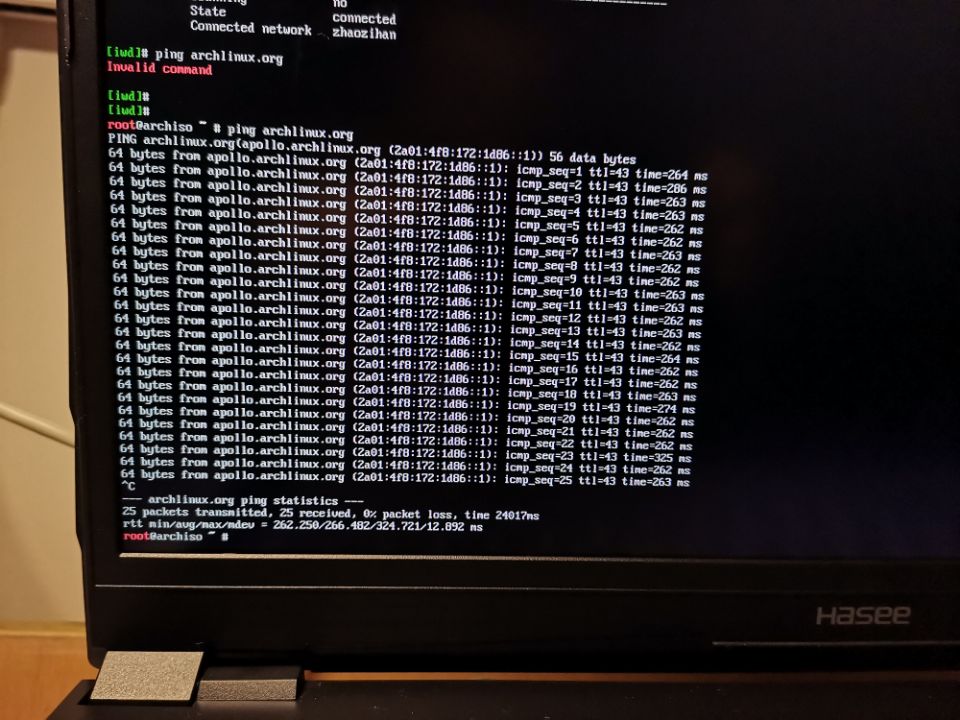 no
State connected
Connected network zhaozihan
[iwd]# ping archlinux.org
Invalid command
[iwd]#
[iwd]#
root@archiso ~ # ping archlinux.org
PING archlinux.org(apollo.archlinux.org (2a01:4f8:172:1d86::1)) 56 data bytes
64 bytes from apollo.archlinux.org (2a01:4f8:172:1d86::1): icmp_seq=1 ttl=43 time=264 ms
64 bytes from apollo.archlinux.org (2a01:4f8:172:1d86::1): icmp_seq=2 ttl=43 time=286 ms
64 bytes from apollo.archlinux.org (2a01:4f8:172:1d86::1): icmp_seq=3 ttl=43 time=263 ms
64 bytes from apollo.archlinux.org (2a01:4f8:172:1d86::1): icmp_seq=4 ttl=43 time=263 ms
64 bytes from apollo.archlinux.org (2a01:4f8:172:1d86::1): icmp_seq=5 ttl=43 time=262 ms
64 bytes from apollo.archlinux.org (2a01:4f8:172:1d86::1): icmp_seq=6 ttl=43 time=262 ms
64 bytes from apollo.archlinux.org (2a01:4f8:172:1d86::1): icmp_seq=7 ttl=43 time=263 ms
64 bytes from apollo.archlinux.org (2a01:4f8:172:1d86::1): icmp_seq=8 ttl=43 time=262 ms
64 bytes from apollo.archlinux.org (2a01:4f8:172:1d86::1): icmp_seq=9 ttl=43 time=262 ms
64 bytes from apollo.archlinux.org (2a01:4f8:172:1d86::1): icmp_seq=10 ttl=43 time=263 ms
64 bytes from apollo.archlinux.org (2a01:4f8:172:1d86::1): icmp_seq=11 ttl=43 time=263 ms
64 bytes from apollo.archlinux.org (2a01:4f8:172:1d86::1): icmp_seq=12 ttl=43 time=262 ms
64 bytes from apollo.archlinux.org (2a01:4f8:172:1d86::1): icmp_seq=13 ttl=43 time=263 ms
64 bytes from apollo.archlinux.org (2a01:4f8:172:1d86::1): icmp_seq=14 ttl=43 time=262 ms
64 bytes from apollo.archlinux.org (2a01:4f8:172:1d86::1): icmp_seq=15 ttl=43 time=264 ms
64 bytes from apollo.archlinux.org (2a01:4f8:172:1d86::1): icmp_seq=16 ttl=43 time=262 ms
64 bytes from apollo.archlinux.org (2a01:4f8:172:1d86::1): icmp_seq=17 ttl=43 time=262 ms
64 bytes from apollo.archlinux.org (2a01:4f8:172:1d86::1): icmp_seq=18 ttl=43 time=263 ms
64 bytes from apollo.archlinux.org (2a01:4f8:172:1d86::1): icmp_seq=19 ttl=43 time=274 ms
64 bytes from apollo.archlinux.org (2a01:4f8:172:1d86::1): icmp_seq=20 ttl=43 time=262 ms
64 bytes from apollo.archlinux.org (2a01:4f8:172:1d86::1): icmp_seq=21 ttl=43 time=262 ms
64 bytes from apollo.archlinux.org (2a01:4f8:172:1d86::1): icmp_seq=22 ttl=43 time=262 ms
64 bytes from apollo.archlinux.org (2a01:4f8:172:1d86::1): icmp_seq=23 ttl=43 time=325 ms
64 bytes from apollo.archlinux.org (2a01:4f8:172:1d86::1): icmp_seq=24 ttl=43 time=262 ms
64 bytes from apollo.archlinux.org (2a01:4f8:172:1d86::1): icmp_seq=25 ttl=43 time=263 ms
^C
--- archlinux.org ping statistics ---
25 packets transmitted, 25 received, 0% packet loss, time 24017ms
rtt min/avg/max/mdev = 262.250/266.482/324.721/12.892 ms
root@archiso ~ #
Hasee